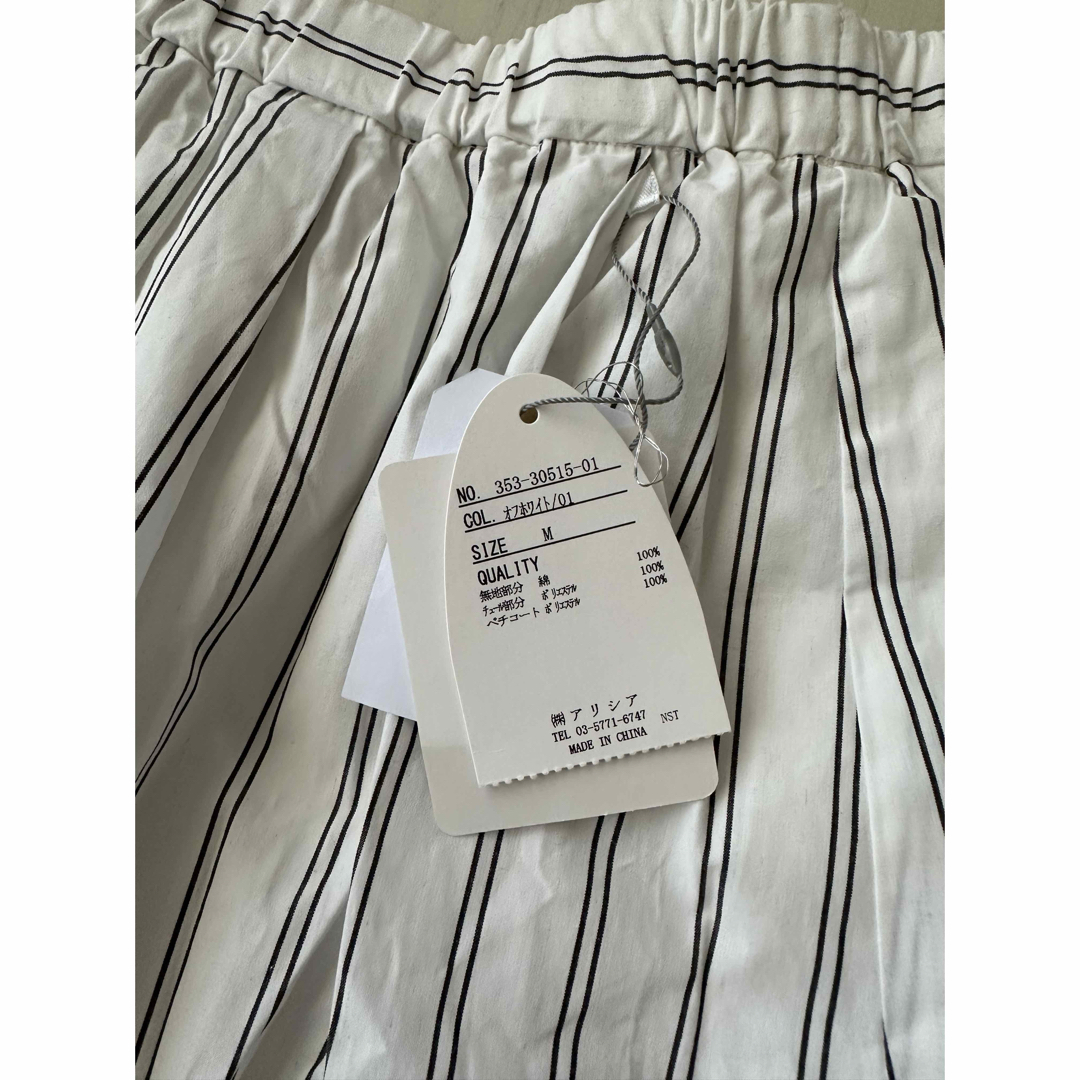 NO. 353-30515-01
COL. オフホワイト/01
SIZE M
QUALITY
無地部分 綿 100%
チュール部分 ポリエステル 100%
ペチコート ポリエステル 100%
㈱アリシア
TEL 03-5771-6747 NST
MADE IN CHINA